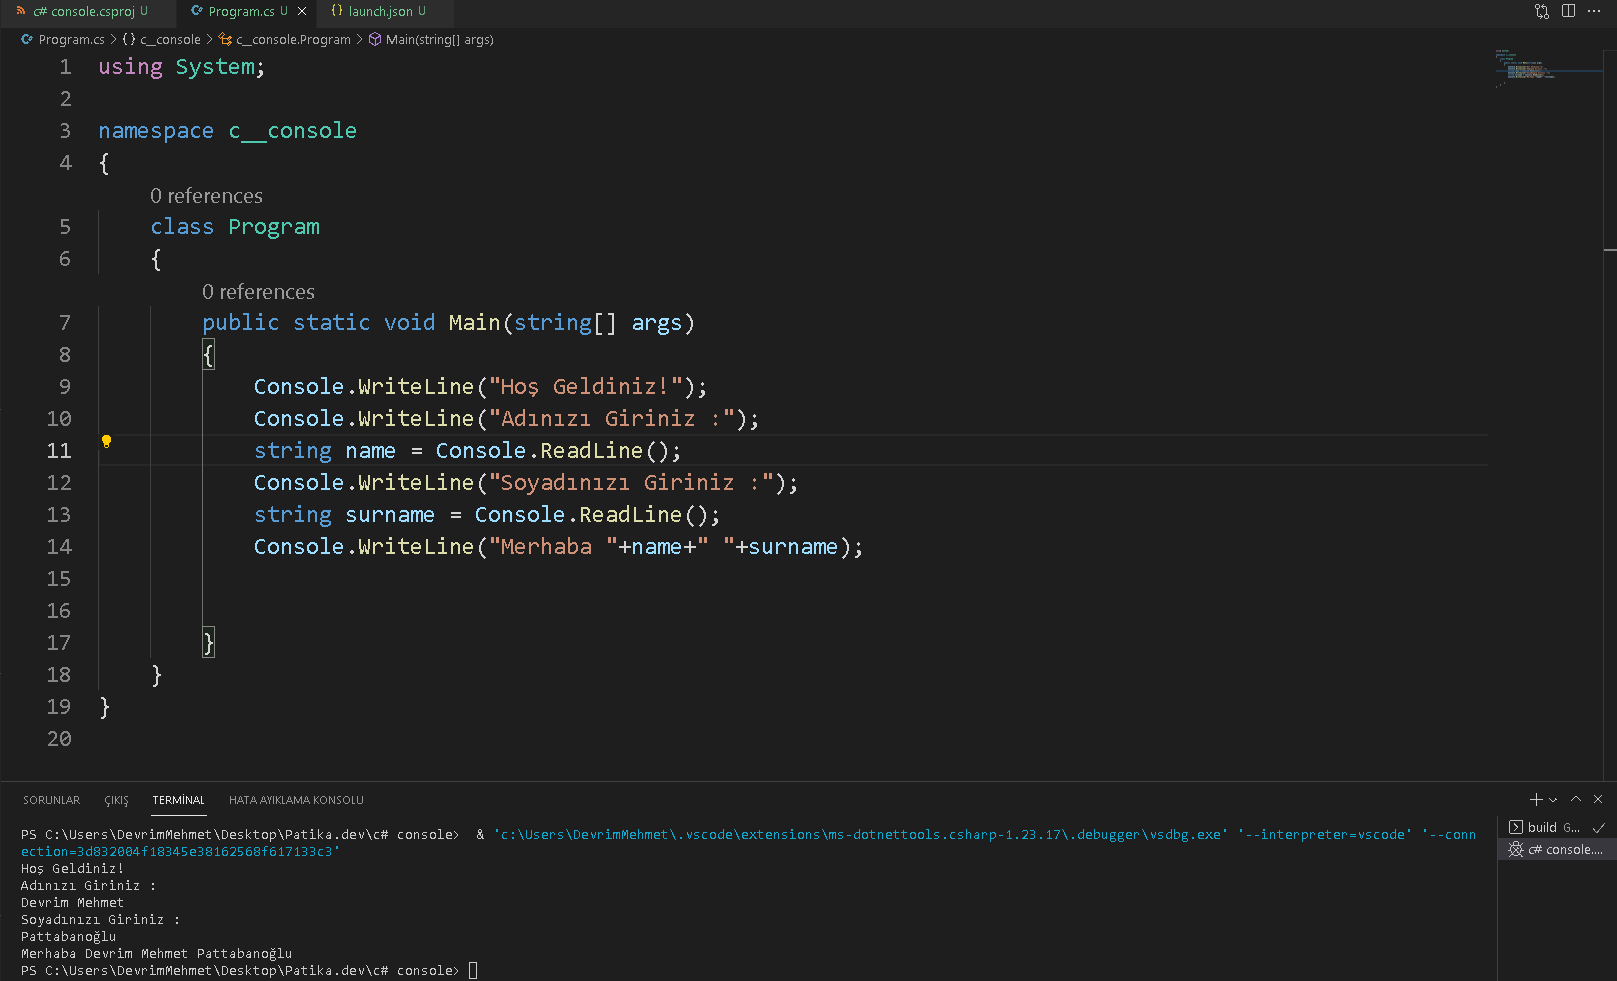 c# console.csproj U
Program.cs U
{} launch.json U
Program.cs > {} c__console > c__console.Program > Main(string[] args)
1 using System;
2
3 namespace c__console
4 {
0 references
5 class Program
6 {
0 references
7 public static void Main(string[] args)
8 {
9 Console.WriteLine("Hoş Geldiniz!");
10 Console.WriteLine("Adınızı Giriniz :");
11 string name = Console.ReadLine();
12 Console.WriteLine("Soyadınızı Giriniz :");
13 string surname = Console.ReadLine();
14 Console.WriteLine("Merhaba "+name+" "+surname);
15
16
17 }
18 }
19 }
20
SORUNLAR ÇIKIŞ TERMİNAL HATA AYIKLAMA KONSOLU
PS C:\Users\DevrimMehmet\Desktop\Patika.dev\c# console>  & 'c:\Users\DevrimMehmet\.vscode\extensions\ms-dotnettools.csharp-1.23.17\.debugger\vsdbg.exe' '--interpreter=vscode' '--conn
ection=3d832004f18345e38162568f617133c3'
Hoş Geldiniz!
Adınızı Giriniz :
Devrim Mehmet
Soyadınızı Giriniz :
Pattabanoğlu
Merhaba Devrim Mehmet Pattabanoğlu
PS C:\Users\DevrimMehmet\Desktop\Patika.dev\c# console>
build G...
c# console....